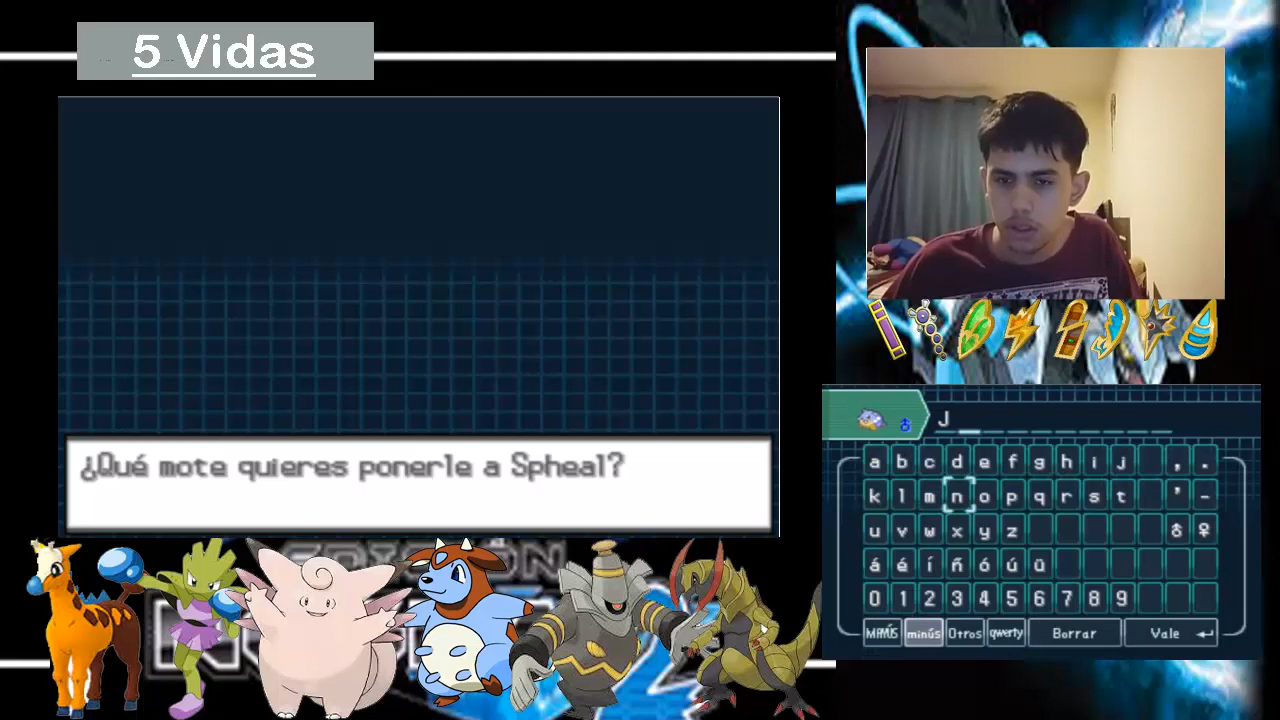 5 Vidas
¿Qué mote quieres ponerle a Spheal?
EDICIÓN
J
a b c d e f g h i j , .
k l m n o p q r s t ' -
u v w x y z ♂ ♀
á é í ñ ó ú ü
0 1 2 3 4 5 6 7 8 9
MAYÚS minús Otros qwerty Borrar Vale